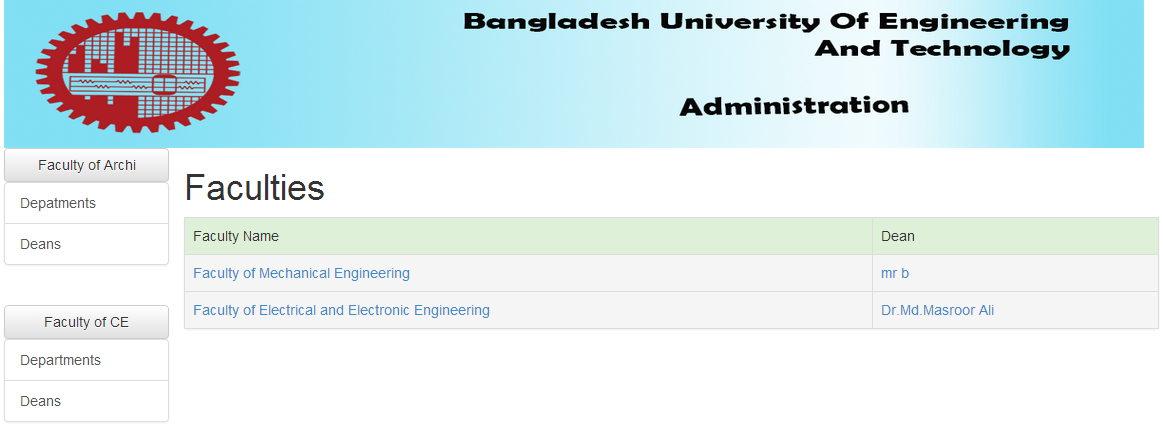 Bangladesh University Of Engineering
And Technology
Administration
Faculty of Archi
Depatments
Deans
Faculty of CE
Departments
Deans
Faculties
Faculty Name Dean
Faculty of Mechanical Engineering mr b
Faculty of Electrical and Electronic Engineering Dr.Md.Masroor Ali